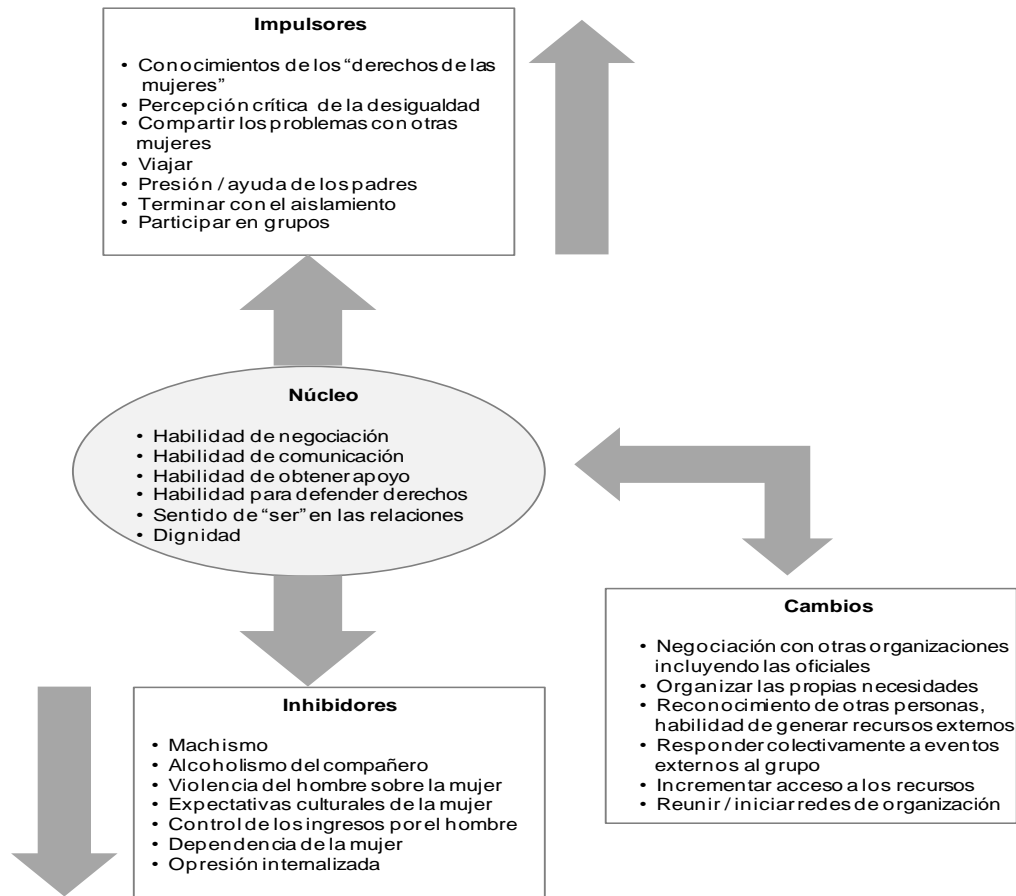 Impulsores
• Conocimientos de los “derechos de las
mujeres”
• Percepción crítica de la desigualdad
• Compartir los problemas con otras
mujeres
• Viajar
• Presión / ayuda de los padres
• Terminar con el aislamiento
• Participar en grupos
Núcleo
• Habilidad de negociación
• Habilidad de comunicación
• Habilidad de obtener apoyo
• Habilidad para defender derechos
• Sentido de “ser” en las relaciones
• Dignidad
Cambios
• Negociación con otras organizaciones
incluyendo las oficiales
• Organizar las propias necesidades
• Reconocimiento de otras personas,
habilidad de generar recursos externos
• Responder colectivamente a eventos
externos al grupo
• Incrementar acceso a los recursos
• Reunir / iniciar redes de organización
Inhibidores
• Machismo
• Alcoholismo del compañero
• Violencia del hombre sobre la mujer
• Expectativas culturales de la mujer
• Control de los ingresos por el hombre
• Dependencia de la mujer
• Opresión internalizada